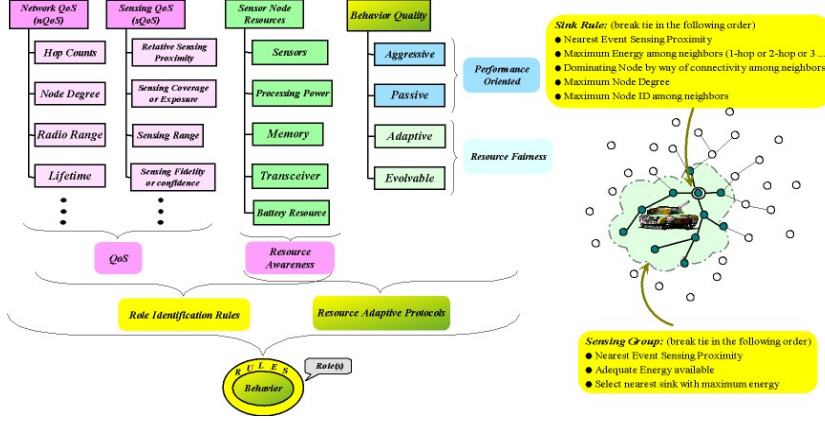 Network QoS
(nQoS)
Hop Counts
Node Degree
Radio Range
Lifetime
Sensing QoS
(sQoS)
Relative Sensing
Proximity
Sensing Coverage
or Exposure
Sensing Range
Sensing Fidelity
or confidence
QoS
Sensor Node
Resources
Sensors
Processing Power
Memory
Transceiver
Battery Resource
Resource
Awareness
Behavior Quality
Aggressive
Passive
Adaptive
Evolvable
Performance
Oriented
Resource Fairness
Role Identification Rules
Resource Adaptive Protocols
RULES
Behavior
Role(s)
Sink Rule: (break tie in the following order)
● Nearest Event Sensing Proximity
● Maximum Energy among neighbors (1-hop or 2-hop or 3 ...
● Dominating Node by way of connectivity among neighbors
● Maximum Node Degree
● Maximum Node ID among neighbors
Sensing Group: (break tie in the following order)
● Nearest Event Sensing Proximity
● Adequate Energy available
● Select nearest sink with maximum energy